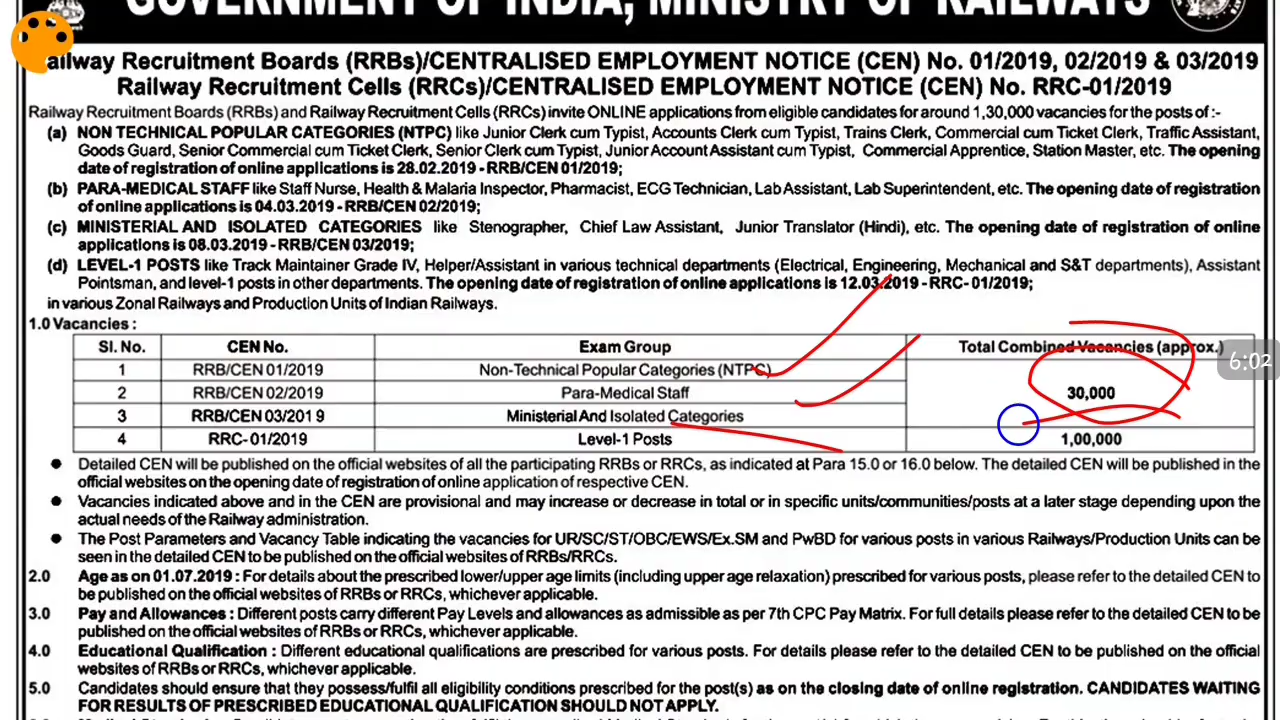 GOVERNMENT OF INDIA, MINISTRY OF RAILWAYS
ailway Recruitment Boards (RRBs)/CENTRALISED EMPLOYMENT NOTICE (CEN) No. 01/2019, 02/2019 & 03/2019
Railway Recruitment Cells (RRCs)/CENTRALISED EMPLOYMENT NOTICE (CEN) No. RRC-01/2019
Railway Recruitment Boards (RRBs) and Railway Recruitment Cells (RRCs) invite ONLINE applications from eligible candidates for around 1,30,000 vacancies for the posts of :-
(a) NON TECHNICAL POPULAR CATEGORIES (NTPC) like Junior Clerk cum Typist, Accounts Clerk cum Typist, Trains Clerk, Commercial cum Ticket Clerk, Traffic Assistant,
Goods Guard, Senior Commercial cum Ticket Clerk, Senior Clerk cum Typist, Junior Account Assistant cum Typist, Commercial Apprentice, Station Master, etc. The opening
date of registration of online applications is 28.02.2019 - RRB/CEN 01/2019;
(b) PARA-MEDICAL STAFF like Staff Nurse, Health & Malaria Inspector, Pharmacist, ECG Technician, Lab Assistant, Lab Superintendent, etc. The opening date of registration
of online applications is 04.03.2019 - RRB/CEN 02/2019;
(c) MINISTERIAL AND ISOLATED CATEGORIES like Stenographer, Chief Law Assistant, Junior Translator (Hindi), etc. The opening date of registration of online
applications is 08.03.2019 - RRB/CEN 03/2019;
(d) LEVEL-1 POSTS like Track Maintainer Grade IV, Helper/Assistant in various technical departments (Electrical, Engineering, Mechanical and S&T departments), Assistant
Pointsman, and level-1 posts in other departments. The opening date of registration of online applications is 12.03.2019 - RRC- 01/2019;
in various Zonal Railways and Production Units of Indian Railways.
1.0 Vacancies :
Sl. No. CEN No. Exam Group Total Combined Vacancies (approx.)
6:02
1 RRB/CEN 01/2019 Non-Technical Popular Categories (NTPC)
2 RRB/CEN 02/2019 Para-Medical Staff 30,000
3 RRB/CEN 03/2019 Ministerial And Isolated Categories
4 RRC- 01/2019 Level-1 Posts 1,00,000
● Detailed CEN will be published on the official websites of all the participating RRBs or RRCs, as indicated at Para 15.0 or 16.0 below. The detailed CEN will be published in the
official websites on the opening date of registration of online application of respective CEN.
● Vacancies indicated above and in the CEN are provisional and may increase or decrease in total or in specific units/communities/posts at a later stage depending upon the
actual needs of the Railway administration.
● The Post Parameters and Vacancy Table indicating the vacancies for UR/SC/ST/OBC/EWS/Ex.SM and PwBD for various posts in various Railways/Production Units can be
seen in the detailed CEN to be published on the official websites of RRBs/RRCs.
2.0 Age as on 01.07.2019 : For details about the prescribed lower/upper age limits (including upper age relaxation) prescribed for various posts, please refer to the detailed CEN to
be published on the official websites of RRBs or RRCs, whichever applicable.
3.0 Pay and Allowances : Different posts carry different Pay Levels and allowances as admissible as per 7th CPC Pay Matrix. For full details please refer to the detailed CEN to be
published on the official websites of RRBs or RRCs, whichever applicable.
4.0 Educational Qualification : Different educational qualifications are prescribed for various posts. For details please refer to the detailed CEN to be published on the official
websites of RRBs or RRCs, whichever applicable.
5.0 Candidates should ensure that they possess/fulfil all eligibility conditions prescribed for the post(s) as on the closing date of online registration. CANDIDATES WAITING
FOR RESULTS OF PRESCRIBED EDUCATIONAL QUALIFICATION SHOULD NOT APPLY.